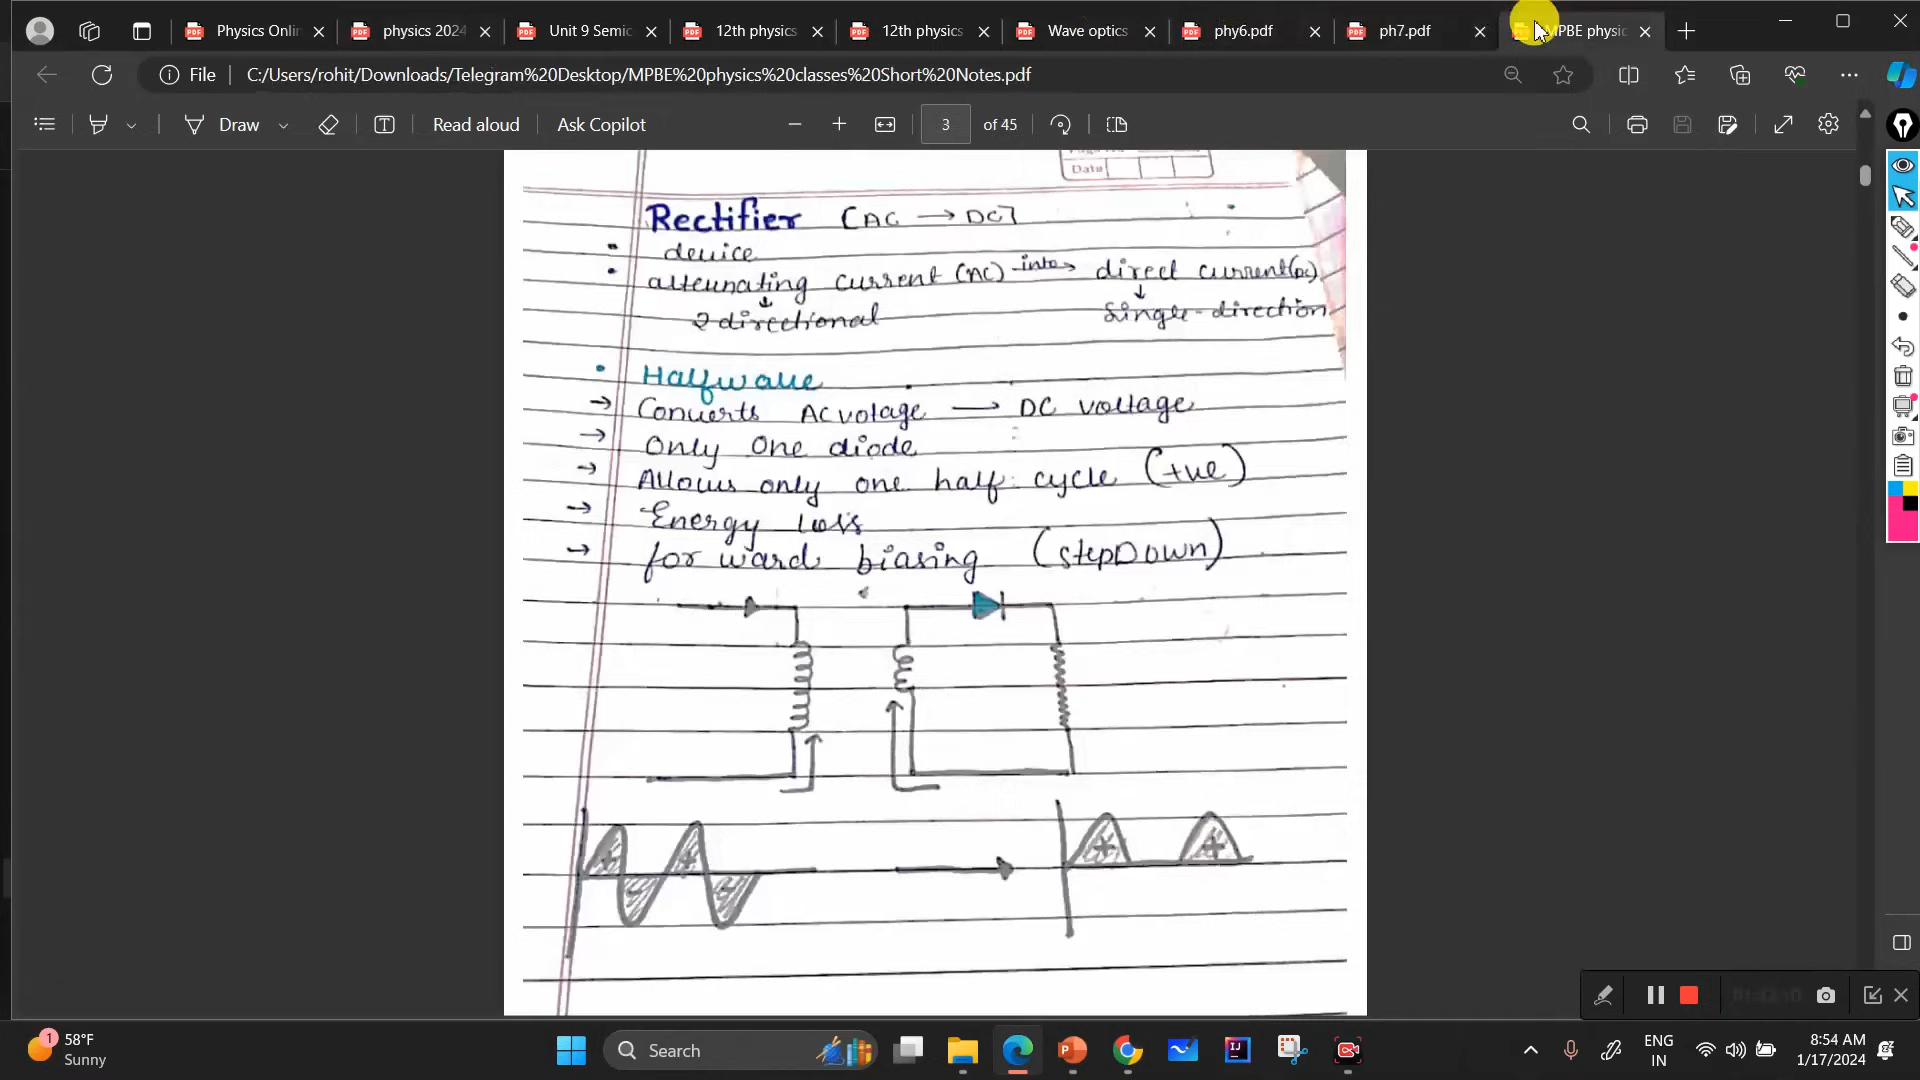 Physics Onlin
physics 2024
Unit 9 Semic
12th physics
12th physics
Wave optics
phy6.pdf
ph7.pdf
MPBE physic
File
C:/Users/rohit/Downloads/Telegram%20Desktop/MPBE%20physics%20classes%20Short%20Notes.pdf
Draw
Read aloud
Ask Copilot
3
of 45
Date
Rectifier [AC → DC]
• device
• alternating current (AC) into→ direct current (DC)
↓ ↓
2 directional single-direction
• Halfwave
→ Converts AC volage → DC voltage
→ Only One diode
→ Allows only one half cycle (+ve)
→ Energy loss
→ forward biasing (stepDown)
+ + + +
- -
58°F
Sunny
1
Search
ENG
IN
8:54 AM
1/17/2024